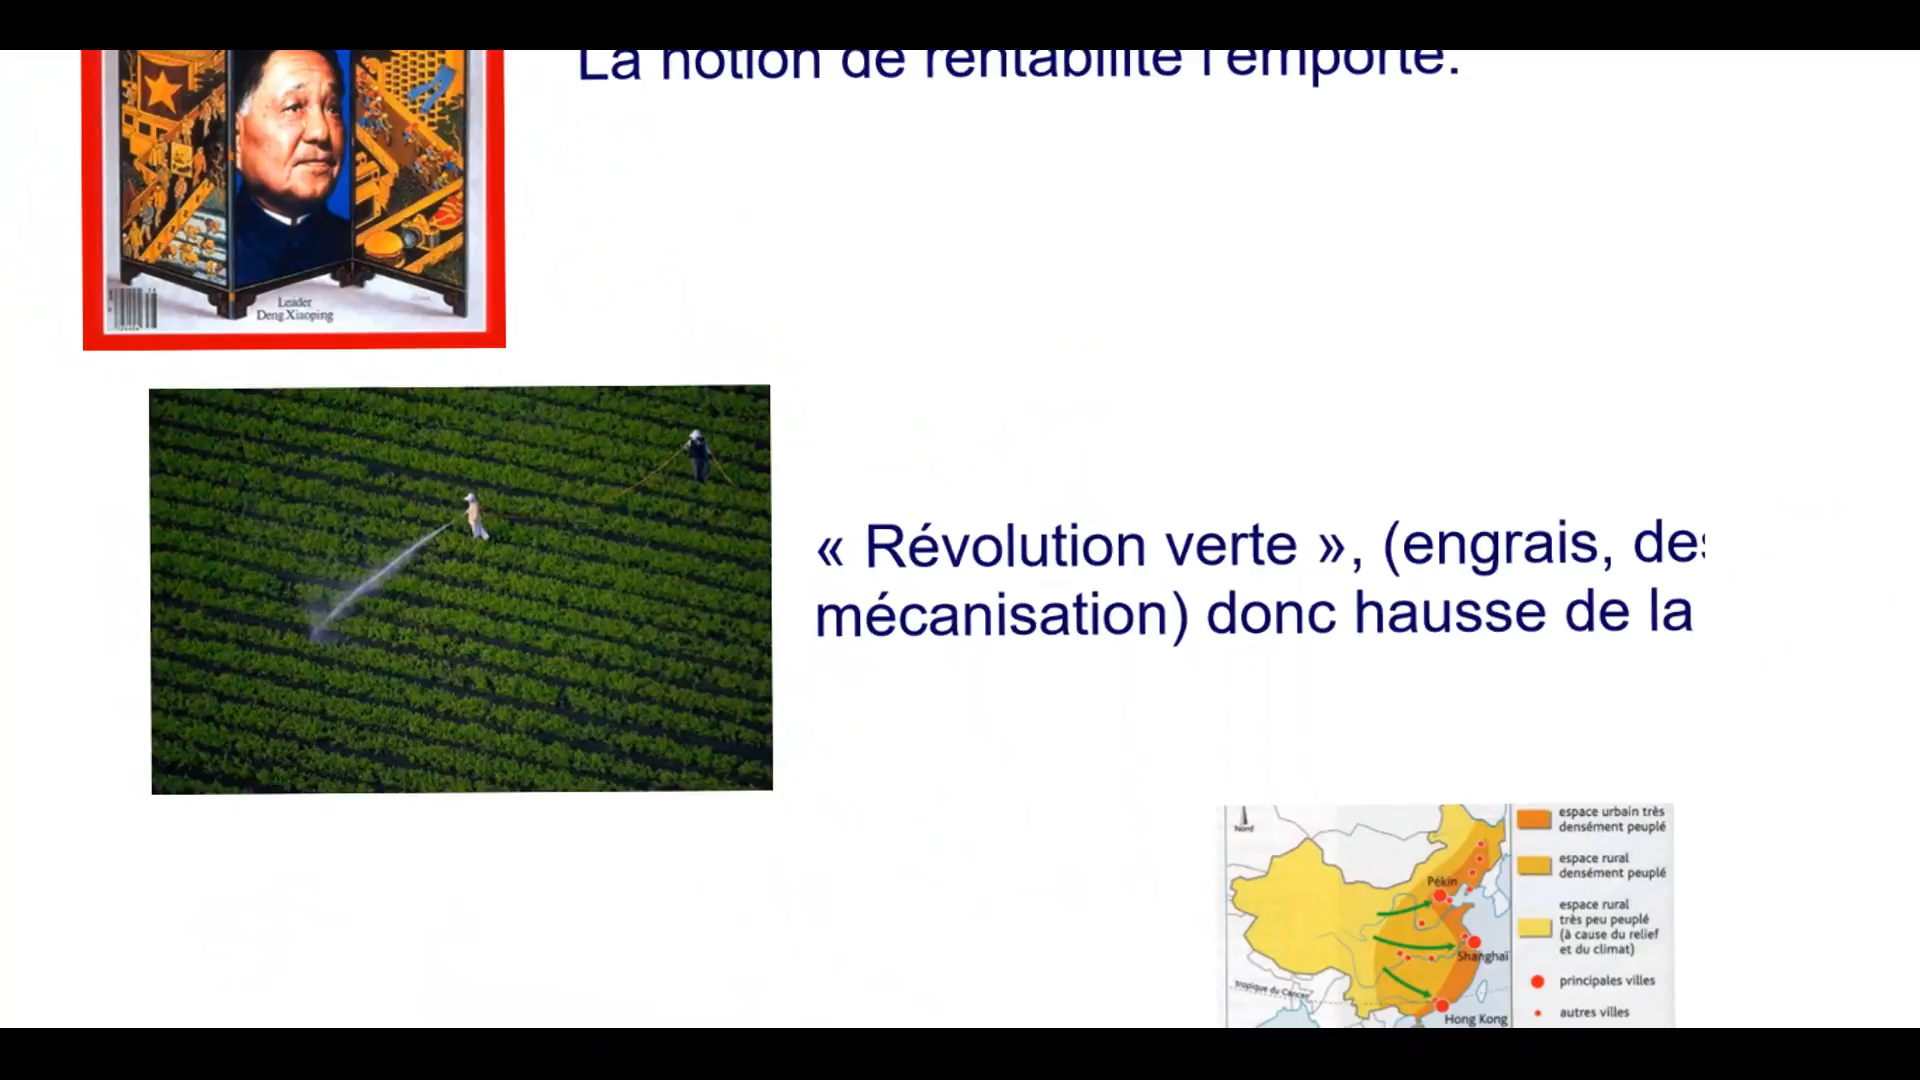 La notion de rentabilité l'emporte.
Leader
Deng Xiaoping
« Révolution verte », (engrais, des
mécanisation) donc hausse de la
Nord
Pékin
Shanghaï
tropique du Cancer
Hong Kong
espace urbain très
densément peuplé
espace rural
densément peuplé
espace rural
très peu peuplé
(à cause du relief
et du climat)
principales villes
autres villes